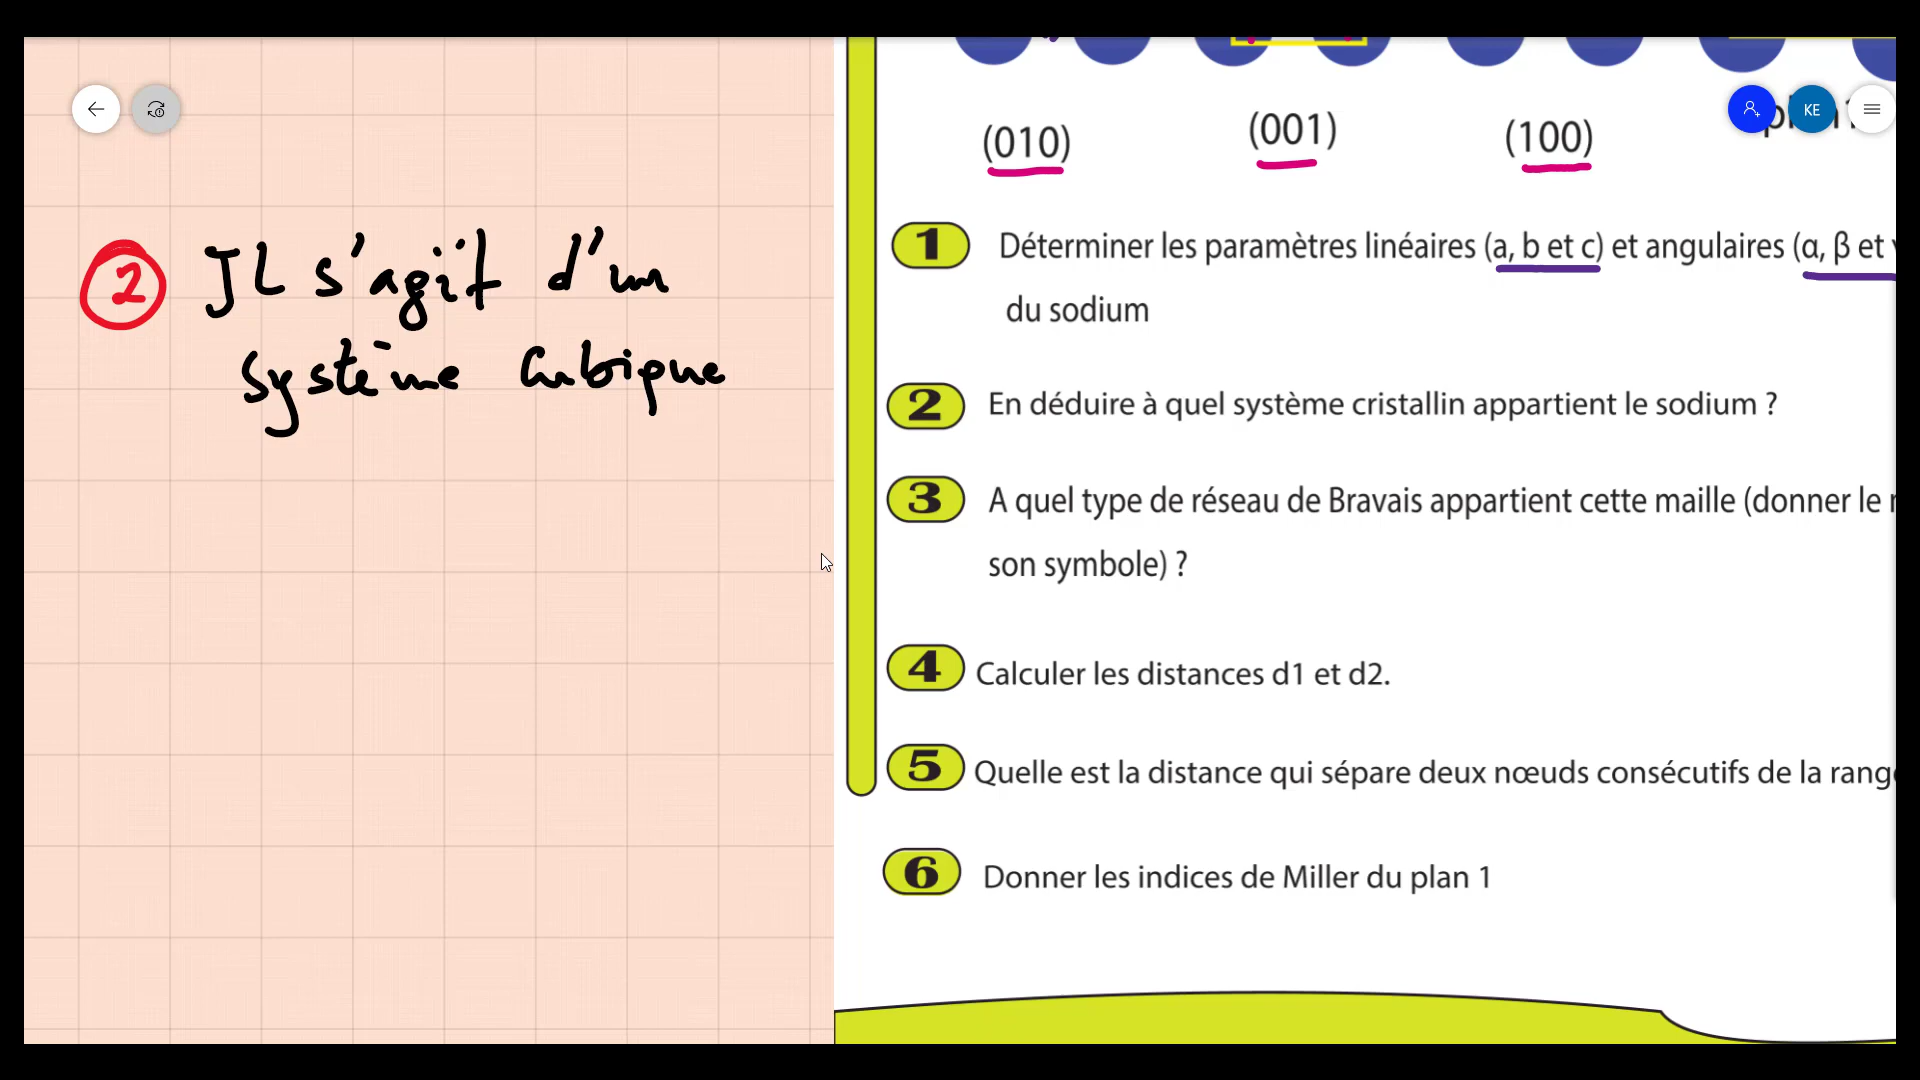 2 Il s'agit d'un
système cubique
(010) (001) (100)
KE
1 Déterminer les paramètres linéaires (a, b et c) et angulaires (α, β et
du sodium
2 En déduire à quel système cristallin appartient le sodium ?
3 A quel type de réseau de Bravais appartient cette maille (donner le
son symbole) ?
4 Calculer les distances d1 et d2.
5 Quelle est la distance qui sépare deux nœuds consécutifs de la rang
6 Donner les indices de Miller du plan 1